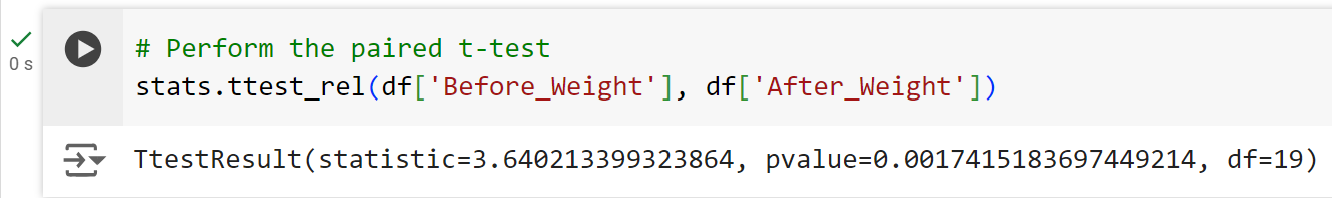 # Perform the paired t-test
0 s
stats.ttest_rel(df['Before_Weight'], df['After_Weight'])
TtestResult(statistic=3.640213399323864, pvalue=0.0017415183697449214, df=19)